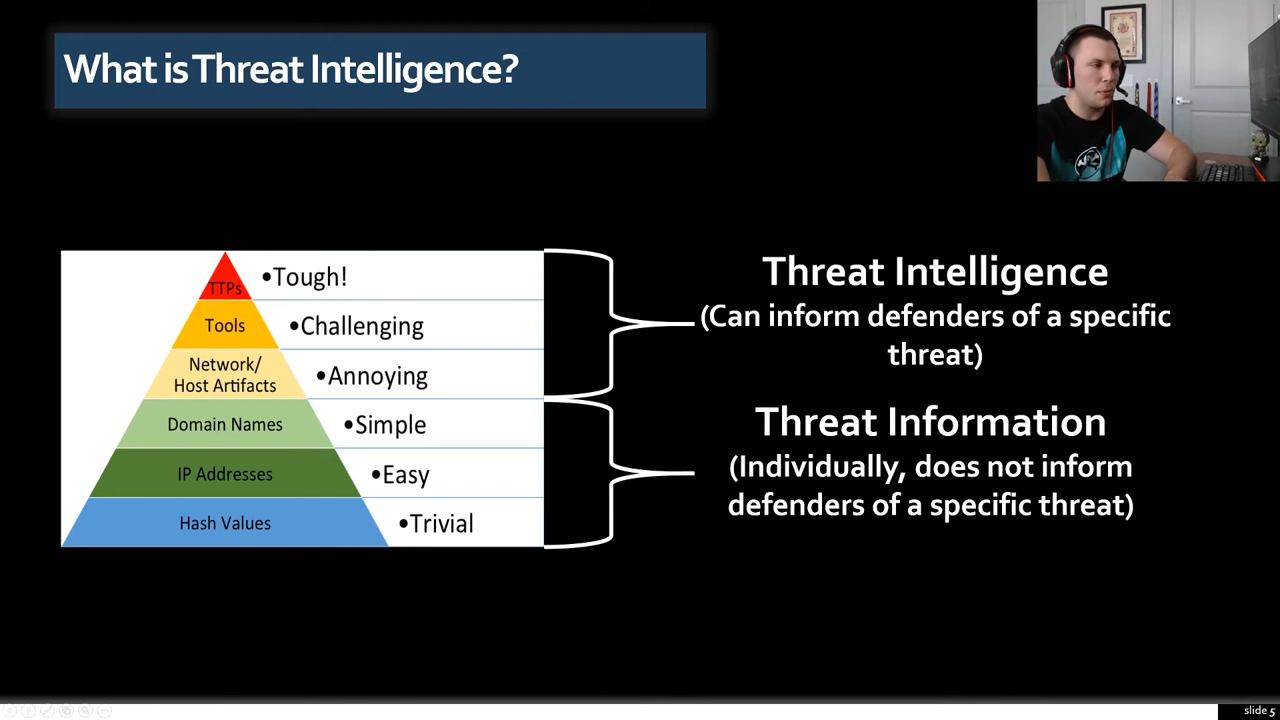 What is Threat Intelligence?
TTPs
•Tough!
Tools
•Challenging
Network/
Host Artifacts
•Annoying
Domain Names
•Simple
IP Addresses
•Easy
Hash Values
•Trivial
Threat Intelligence
(Can inform defenders of a specific
threat)
Threat Information
(Individually, does not inform
defenders of a specific threat)
slide 5